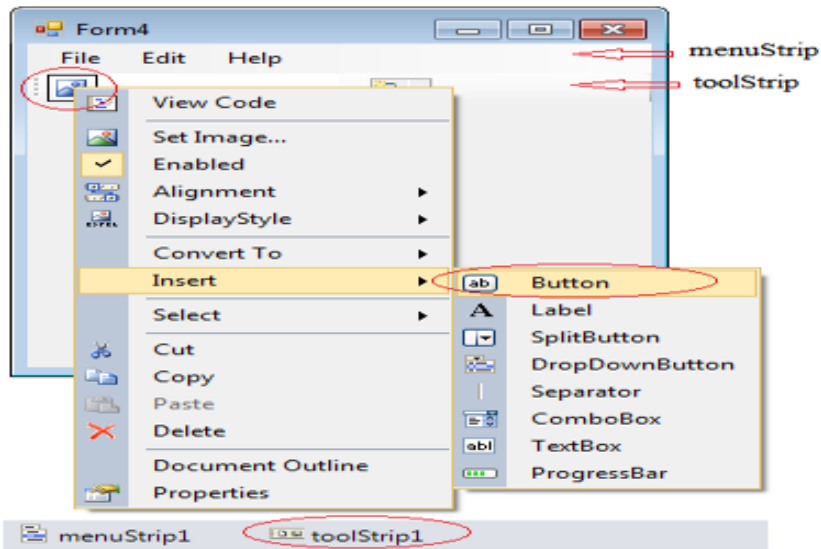 Form4
File Edit Help
menuStrip
toolStrip
View Code
Set Image...
Enabled
Alignment
DisplayStyle
Convert To
Insert
Select
Cut
Copy
Paste
Delete
Document Outline
Properties
Button
Label
SplitButton
DropDownButton
Separator
ComboBox
TextBox
ProgressBar
menuStrip1 toolStrip1